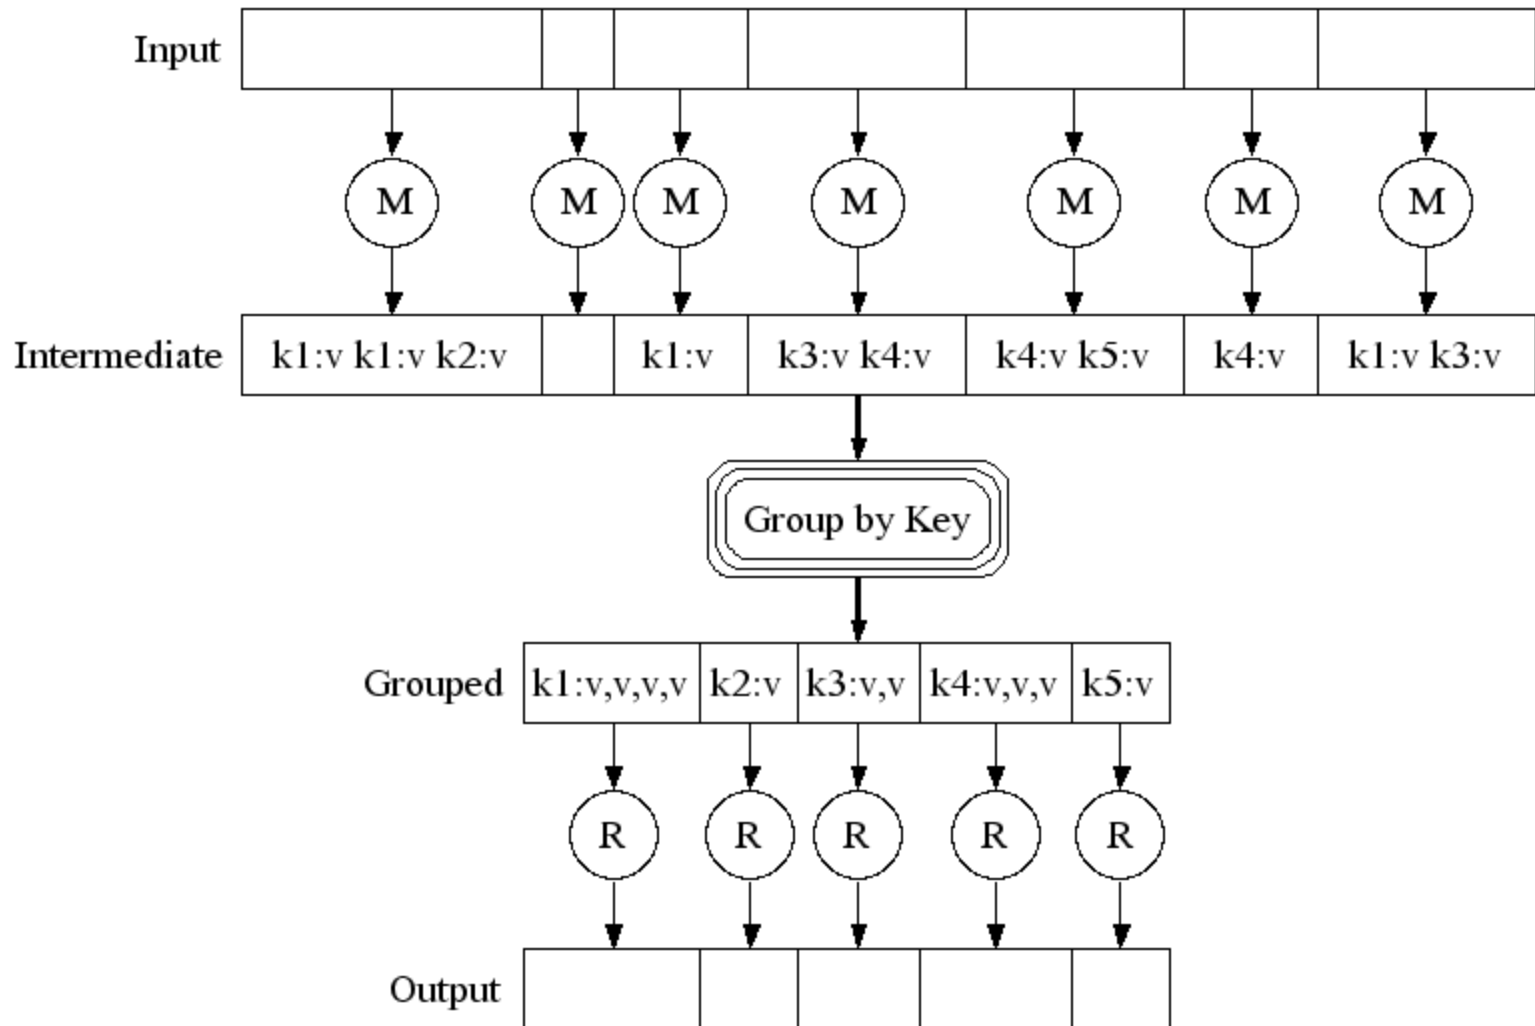 Input
M M M M M M M
Intermediate k1:v k1:v k2:v k1:v k3:v k4:v k4:v k5:v k4:v k1:v k3:v
Group by Key
Grouped k1:v,v,v,v k2:v k3:v,v k4:v,v,v k5:v
R R R R R
Output